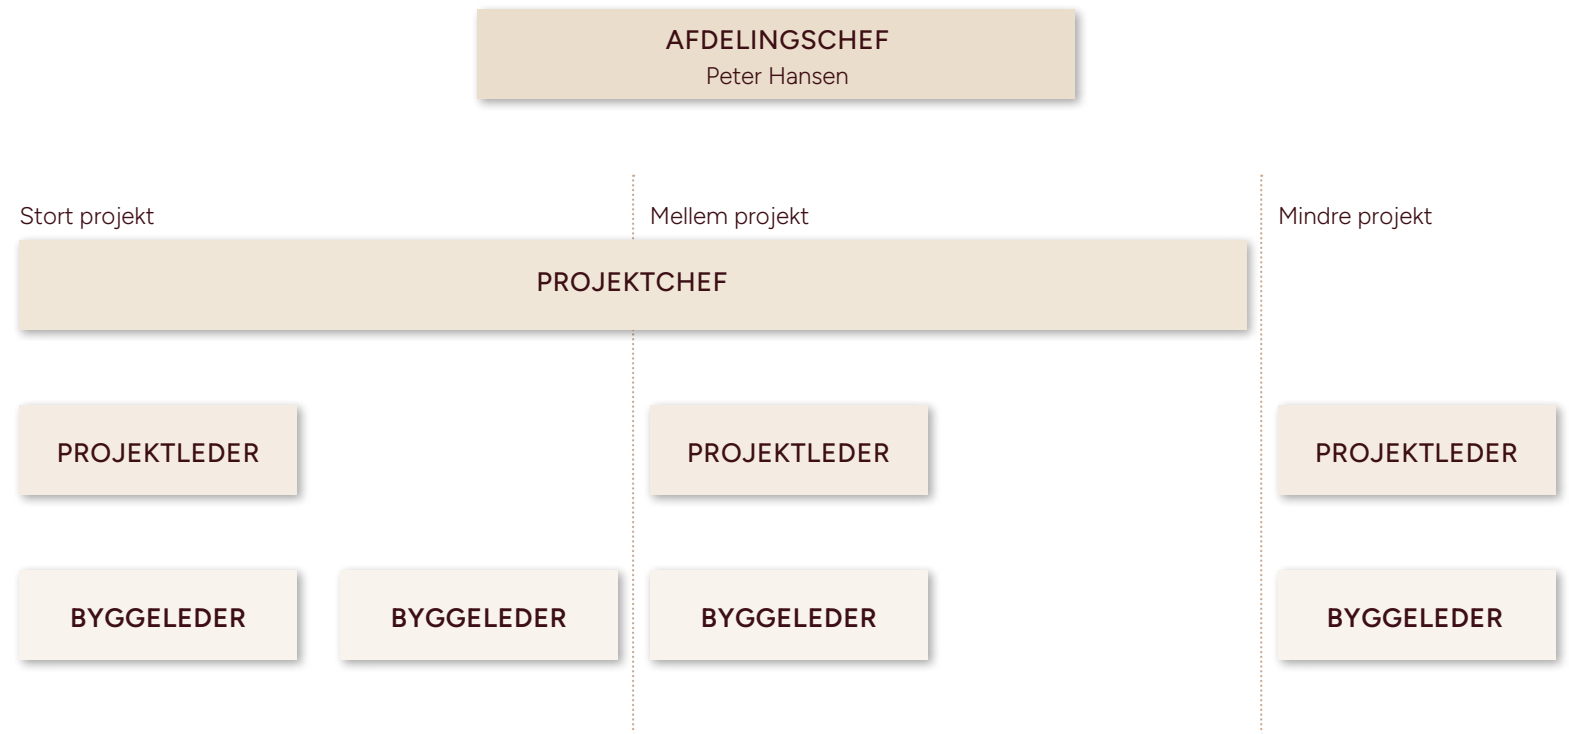 AFDELINGSCHEF
Peter Hansen
Stort projekt
Mellem projekt
Mindre projekt
PROJEKTCHEF
PROJEKTLEDER
PROJEKTLEDER
PROJEKTLEDER
BYGGELEDER
BYGGELEDER
BYGGELEDER
BYGGELEDER